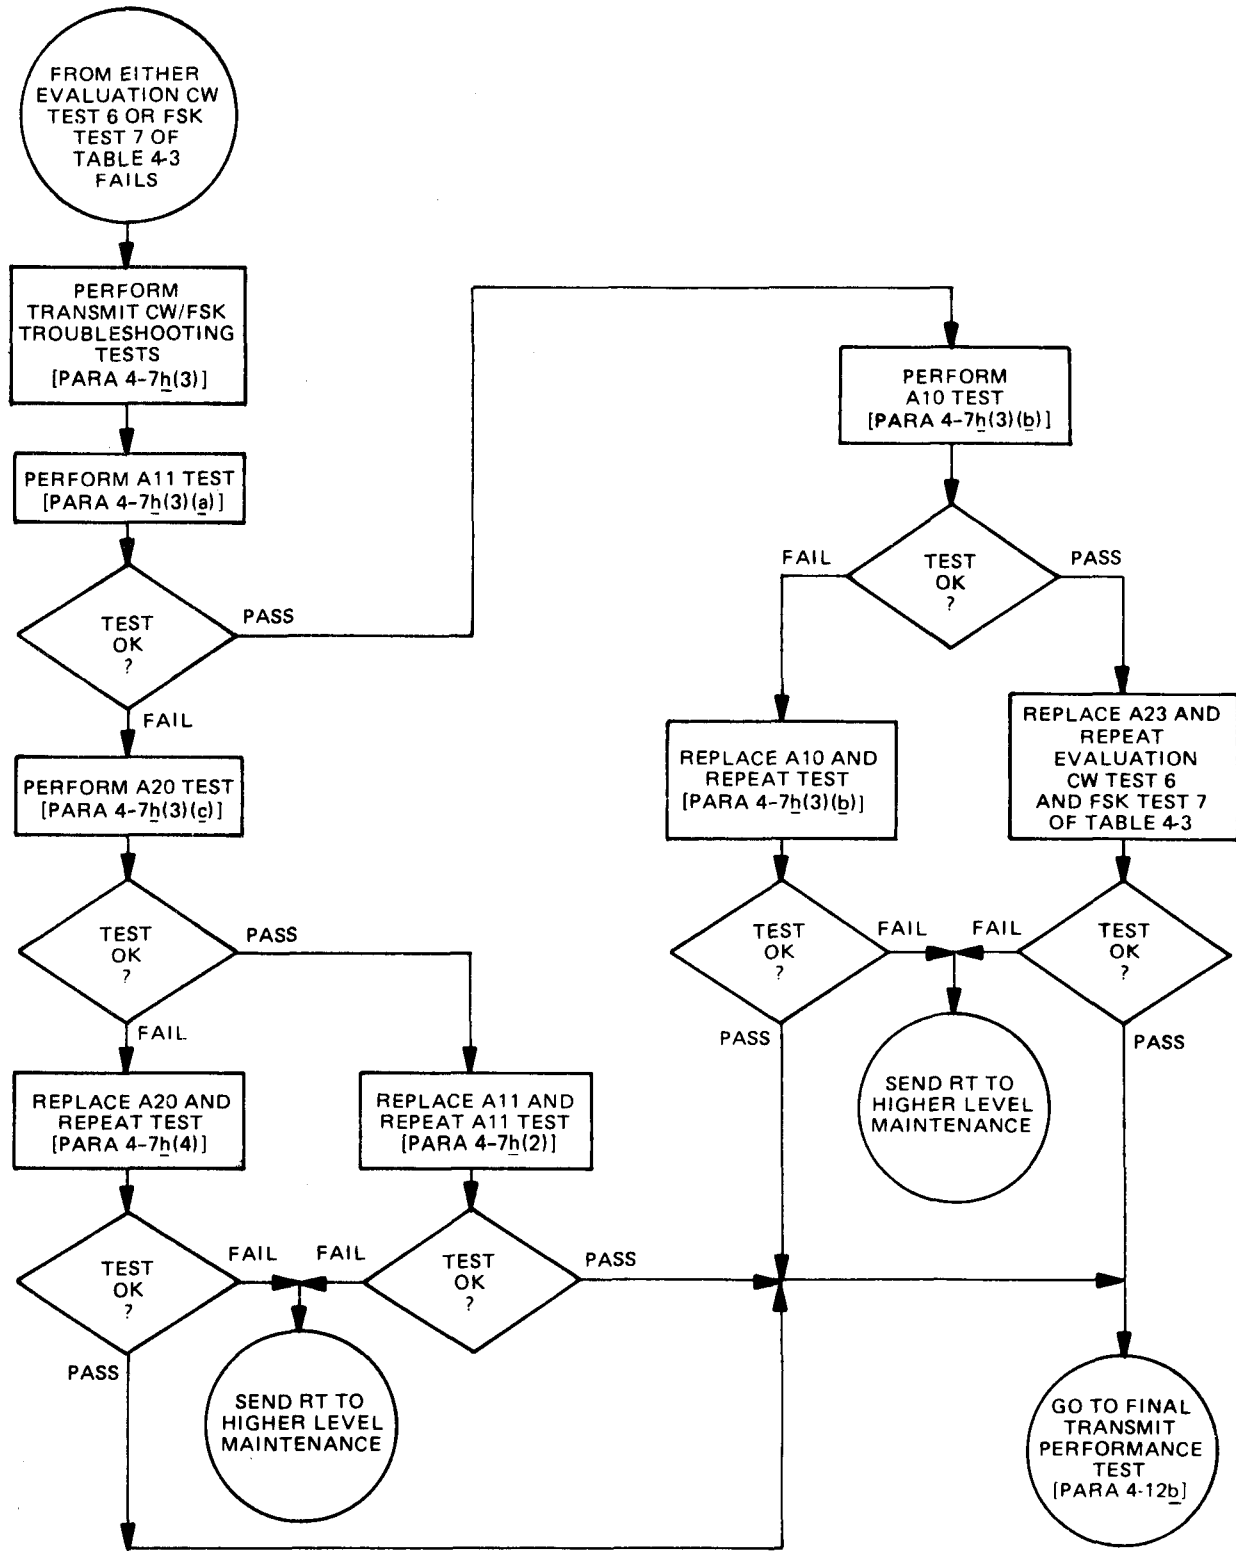 FROM EITHER
EVALUATION CW
TEST 6 OR FSK
TEST 7 OF
TABLE 4-3
FAILS
PERFORM
TRANSMIT CW/FSK
TROUBLESHOOTING
TESTS
[PARA 4-7h(3)]
PERFORM A11 TEST
[PARA 4-7h(3)(a)]
TEST
OK
?
PASS
FAIL
PERFORM A20 TEST
[PARA 4-7h(3)(c)]
TEST
OK
?
PASS
FAIL
REPLACE A20 AND
REPEAT TEST
[PARA 4-7h(4)]
REPLACE A11 AND
REPEAT A11 TEST
[PARA 4-7h(2)]
TEST
OK
?
FAIL
FAIL
TEST
OK
?
PASS
PASS
SEND RT TO
HIGHER LEVEL
MAINTENANCE
PERFORM
A10 TEST
[PARA 4-7h(3)(b)]
FAIL
TEST
OK
?
PASS
REPLACE A10 AND
REPEAT TEST
[PARA 4-7h(3)(b)]
REPLACE A23 AND
REPEAT
EVALUATION
CW TEST 6
AND FSK TEST 7
OF TABLE 4-3
TEST
OK
?
FAIL
FAIL
TEST
OK
?
PASS
PASS
SEND RT TO
HIGHER LEVEL
MAINTENANCE
GO TO FINAL
TRANSMIT
PERFORMANCE
TEST
[PARA 4-12b]